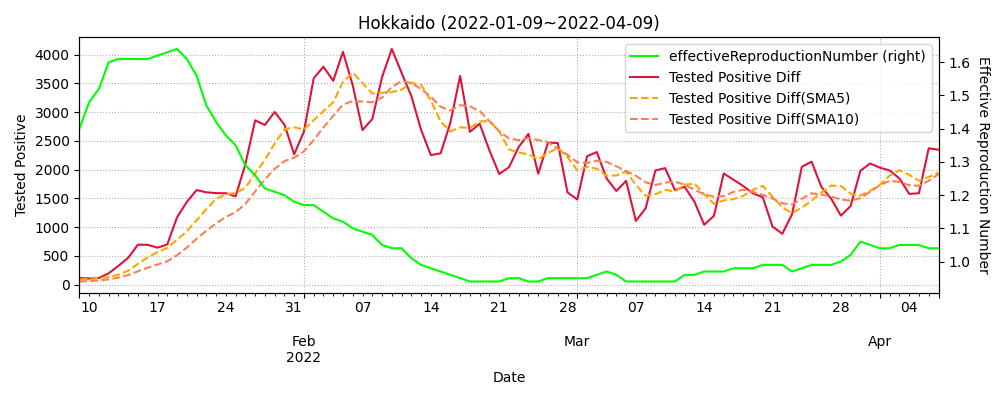 Hokkaido (2022-01-09~2022-04-09)
effectiveReproductionNumber (right)
Tested Positive Diff
Tested Positive Diff(SMA5)
Tested Positive Diff(SMA10)
Tested Positive
4000
3500
3000
2500
2000
1500
1000
500
0
1.6
1.5
1.4
1.3
1.2
1.1
1.0
Effective Reproduction Number
10 17 24 31 07 14 21 28 07 14 21 28 04
Feb Mar Apr
2022
Date